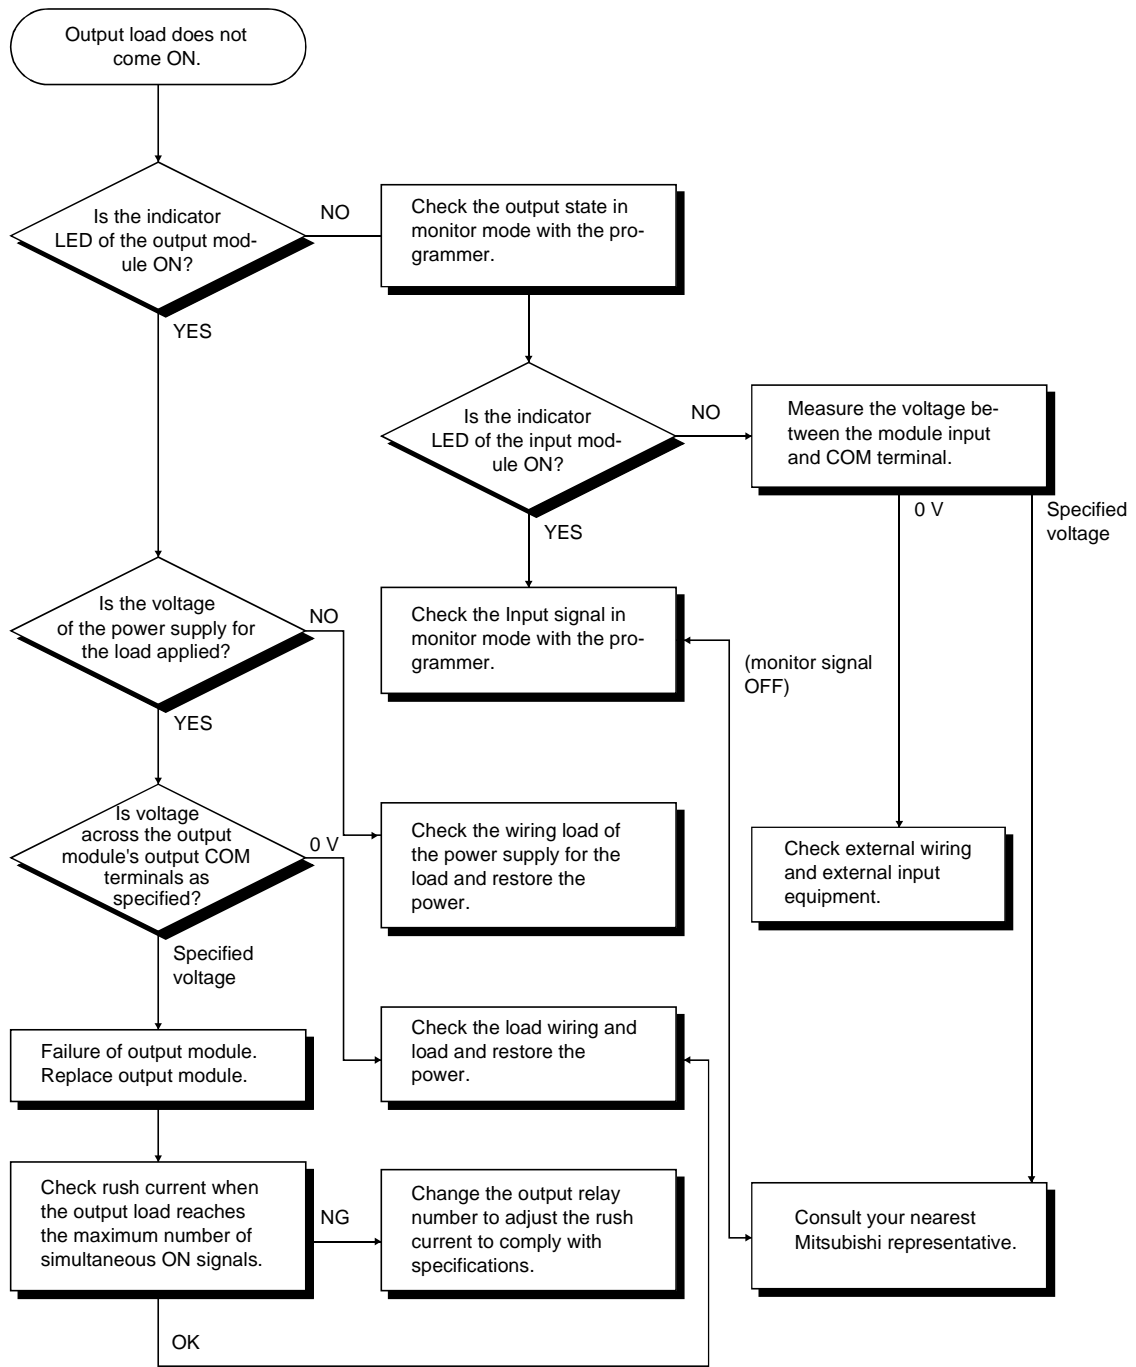 Output load does not
come ON.
Is the indicator
LED of the output mod-
ule ON?
NO
Check the output state in
monitor mode with the pro-
grammer.
YES
Is the indicator
LED of the input mod-
ule ON?
NO
Measure the voltage be-
tween the module input
and COM terminal.
YES
0 V
Specified
voltage
Is the voltage
of the power supply for
the load applied?
NO
Check the Input signal in
monitor mode with the pro-
grammer.
(monitor signal
OFF)
YES
Is voltage
across the output
module's output COM
terminals as
specified?
0 V
Check the wiring load of
the power supply for the
load and restore the
power.
Check external wiring
and external input
equipment.
Specified
voltage
Failure of output module.
Replace output module.
Check the load wiring and
load and restore the
power.
Check rush current when
the output load reaches
the maximum number of
simultaneous ON signals.
NG
Change the output relay
number to adjust the rush
current to comply with
specifications.
Consult your nearest
Mitsubishi representative.
OK